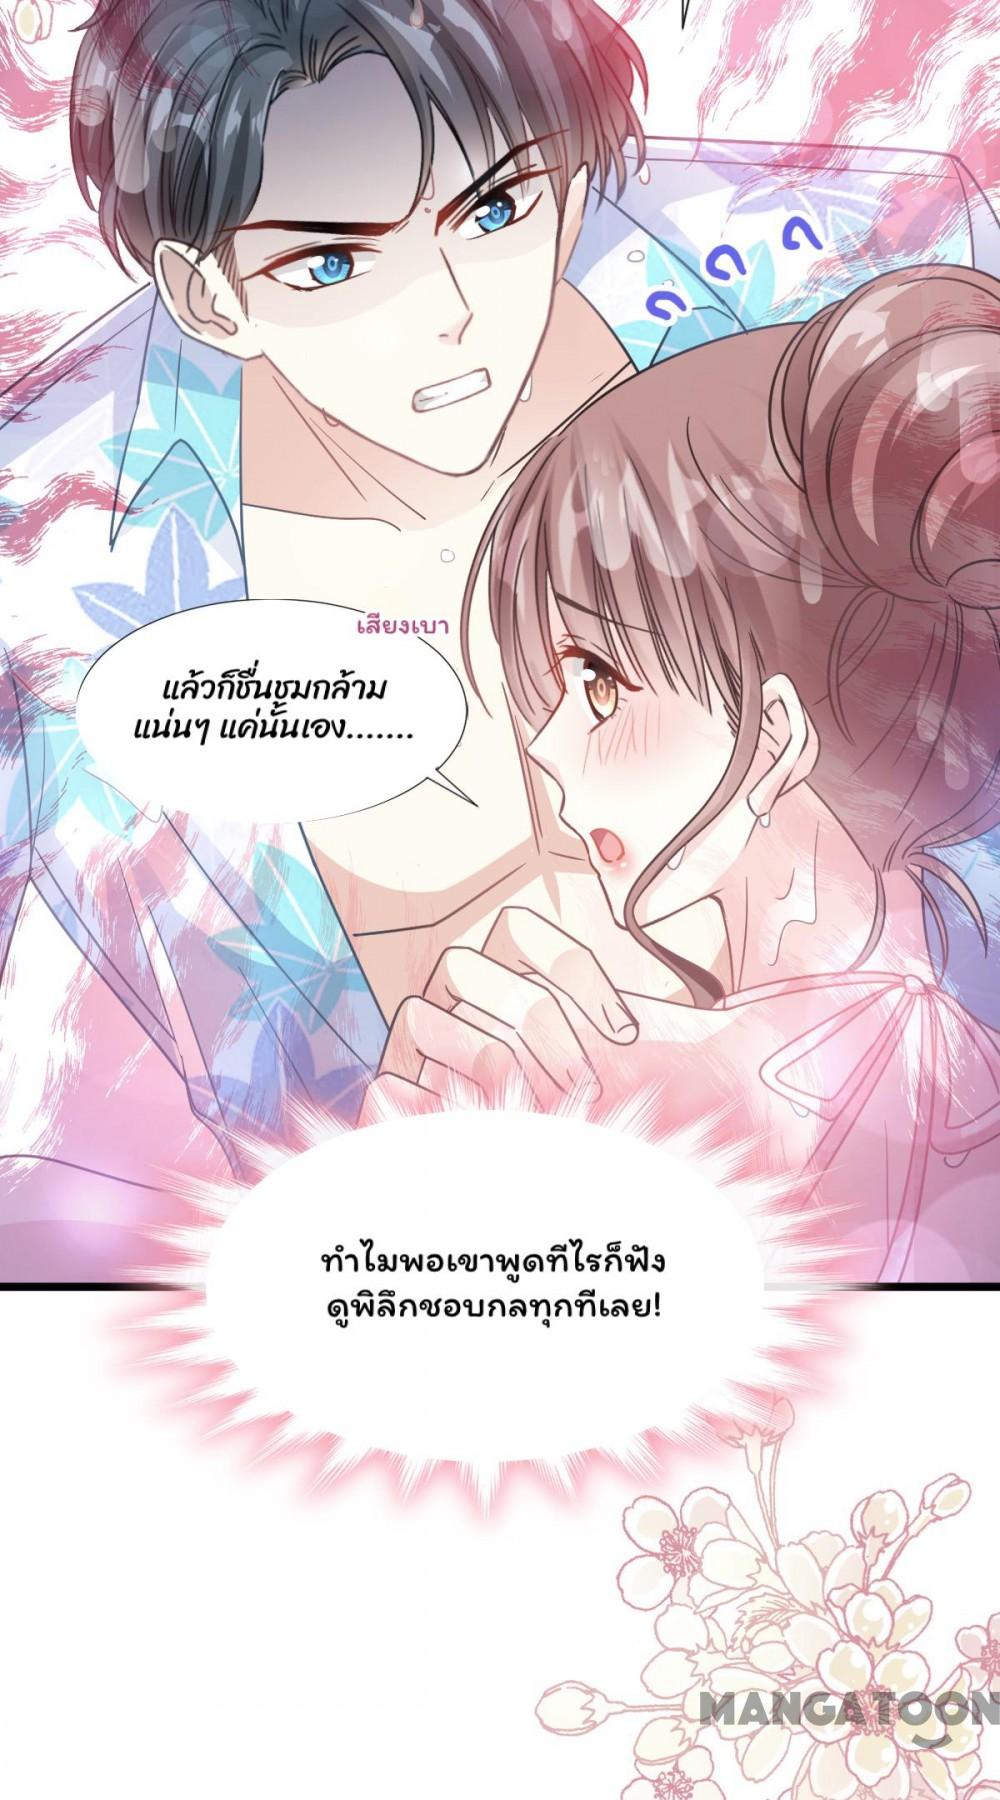 ๆๆๆ
เสียงเบา
แล้วก็ชื่นชมกล้าม
แน่นๆ แค่นั้นเอง.......
ทำไมพอเขาพูดทีไรก็ฟัง
ดูพิลึกชอบกลทุกทีเลย!
MANGATOON